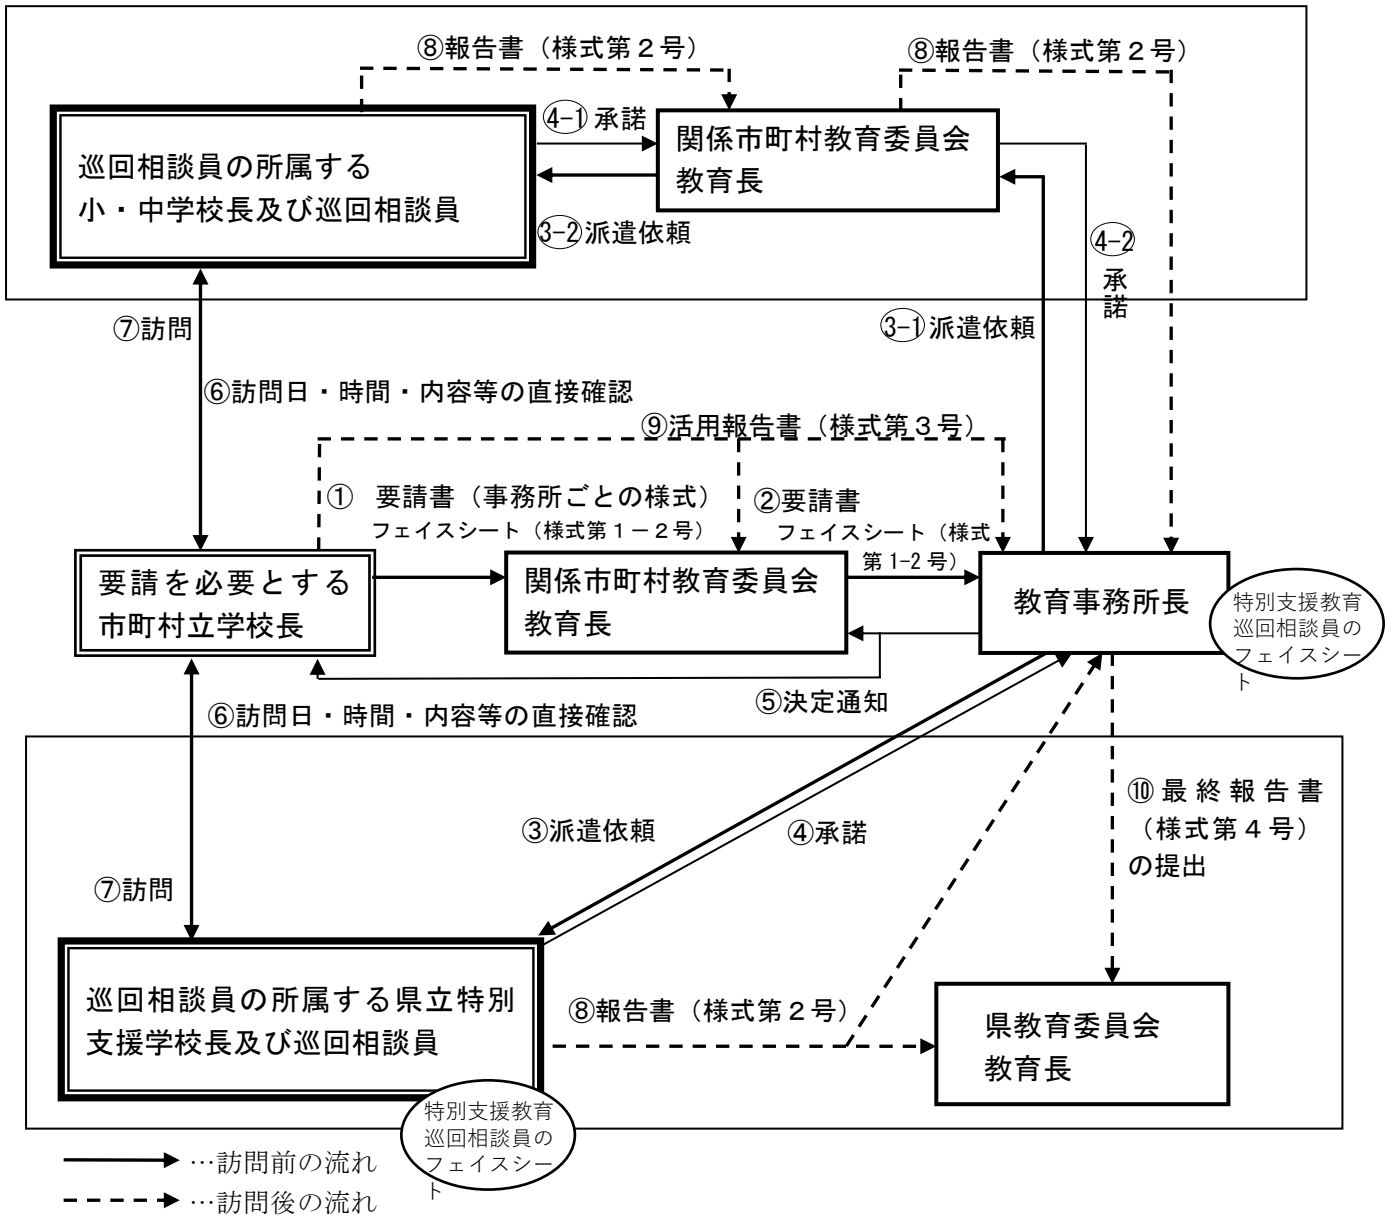 ⑧報告書（様式第２号）
⑧報告書（様式第２号）
4-1 承諾
関係市町村教育委員会
教育長
巡回相談員の所属する
小・中学校長及び巡回相談員
3-2 派遣依頼
4-2
承
諾
⑦訪問
3-1 派遣依頼
⑥訪問日・時間・内容等の直接確認
⑨活用報告書（様式第３号）
①　要請書（事務所ごとの様式）
フェイスシート（様式第１－２号）
②要請書
フェイスシート（様式
第 1-2 号）
要請を必要とする
市町村立学校長
関係市町村教育委員会
教育長
教育事務所長
特別支援教育
巡回相談員の
フェイスシー
ト
⑤決定通知
⑥訪問日・時間・内容等の直接確認
③派遣依頼
④承諾
⑩最終報告書
（様式第４号）
の提出
⑦訪問
巡回相談員の所属する県立特別
支援学校長及び巡回相談員
⑧報告書（様式第２号）
県教育委員会
教育長
特別支援教育
巡回相談員の
フェイスシー
ト
…訪問前の流れ
…訪問後の流れ